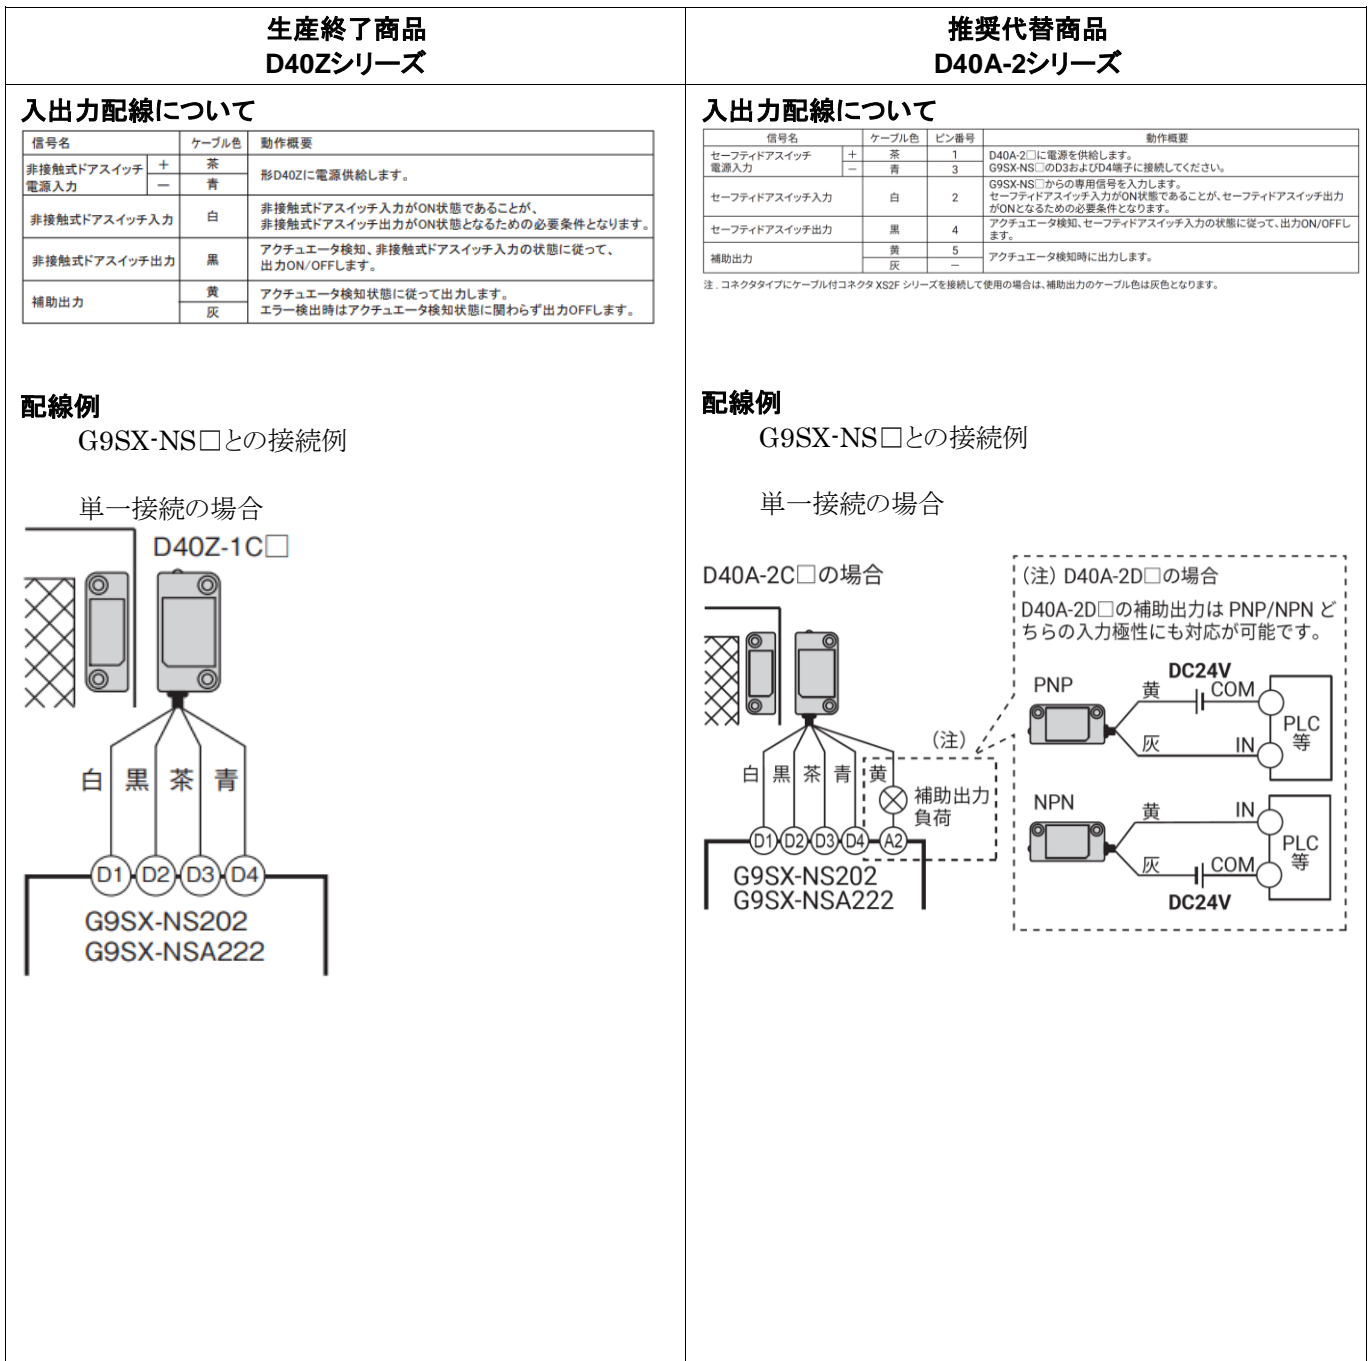 生産終了商品
D40Zシリーズ
推奨代替商品
D40A-2シリーズ
入出力配線について
信号名 ケーブル色 動作概要
非接触式ドアスイッチ
電源入力
+ 茶
− 青
形D40Zに電源供給します。
非接触式ドアスイッチ入力 白
非接触式ドアスイッチ入力がON状態であることが、
非接触式ドアスイッチ出力がON状態となるための必要条件となります。
非接触式ドアスイッチ出力 黒
アクチュエータ検知、非接触式ドアスイッチ入力の状態に従って、
出力ON/OFFします。
補助出力
黄
灰
アクチュエータ検知状態に従って出力します。
エラー検出時はアクチュエータ検知状態に関わらず出力OFFします。
配線例
G9SX-NS□との接続例
単一接続の場合
D40Z-1C□
白 黒 茶 青
D1 D2 D3 D4
G9SX-NS202
G9SX-NSA222
入出力配線について
信号名 ケーブル色 ピン番号 動作概要
セーフティドアスイッチ
電源入力
+ 茶 1
− 青 3
D40A-2□に電源を供給します。
G9SX-NS□のD3およびD4端子に接続してください。
セーフティドアスイッチ入力 白 2
G9SX-NS□からの専用信号を入力します。
セーフティドアスイッチ入力がON状態であることが、セーフティドアスイッチ出力
がONとなるための必要条件となります。
セーフティドアスイッチ出力 黒 4
アクチュエータ検知、セーフティドアスイッチ入力の状態に従って、出力ON/OFFし
ます。
補助出力
黄 5
灰 −
アクチュエータ検知時に出力します。
注. コネクタタイプにケーブル付コネクタ XS2F シリーズを接続して使用の場合は、補助出力のケーブル色は灰色となります。
配線例
G9SX-NS□との接続例
単一接続の場合
D40A-2C□の場合
(注)
白 黒 茶 青 黄
補助出力
負荷
D1 D2 D3 D4 A2
G9SX-NS202
G9SX-NSA222
(注) D40A-2D□の場合
D40A-2D□の補助出力は PNP/NPN ど
ちらの入力極性にも対応が可能です。
PNP
黄
DC24V
COM
灰
IN
PLC
等
NPN
黄
IN
灰
COM
DC24V
PLC
等